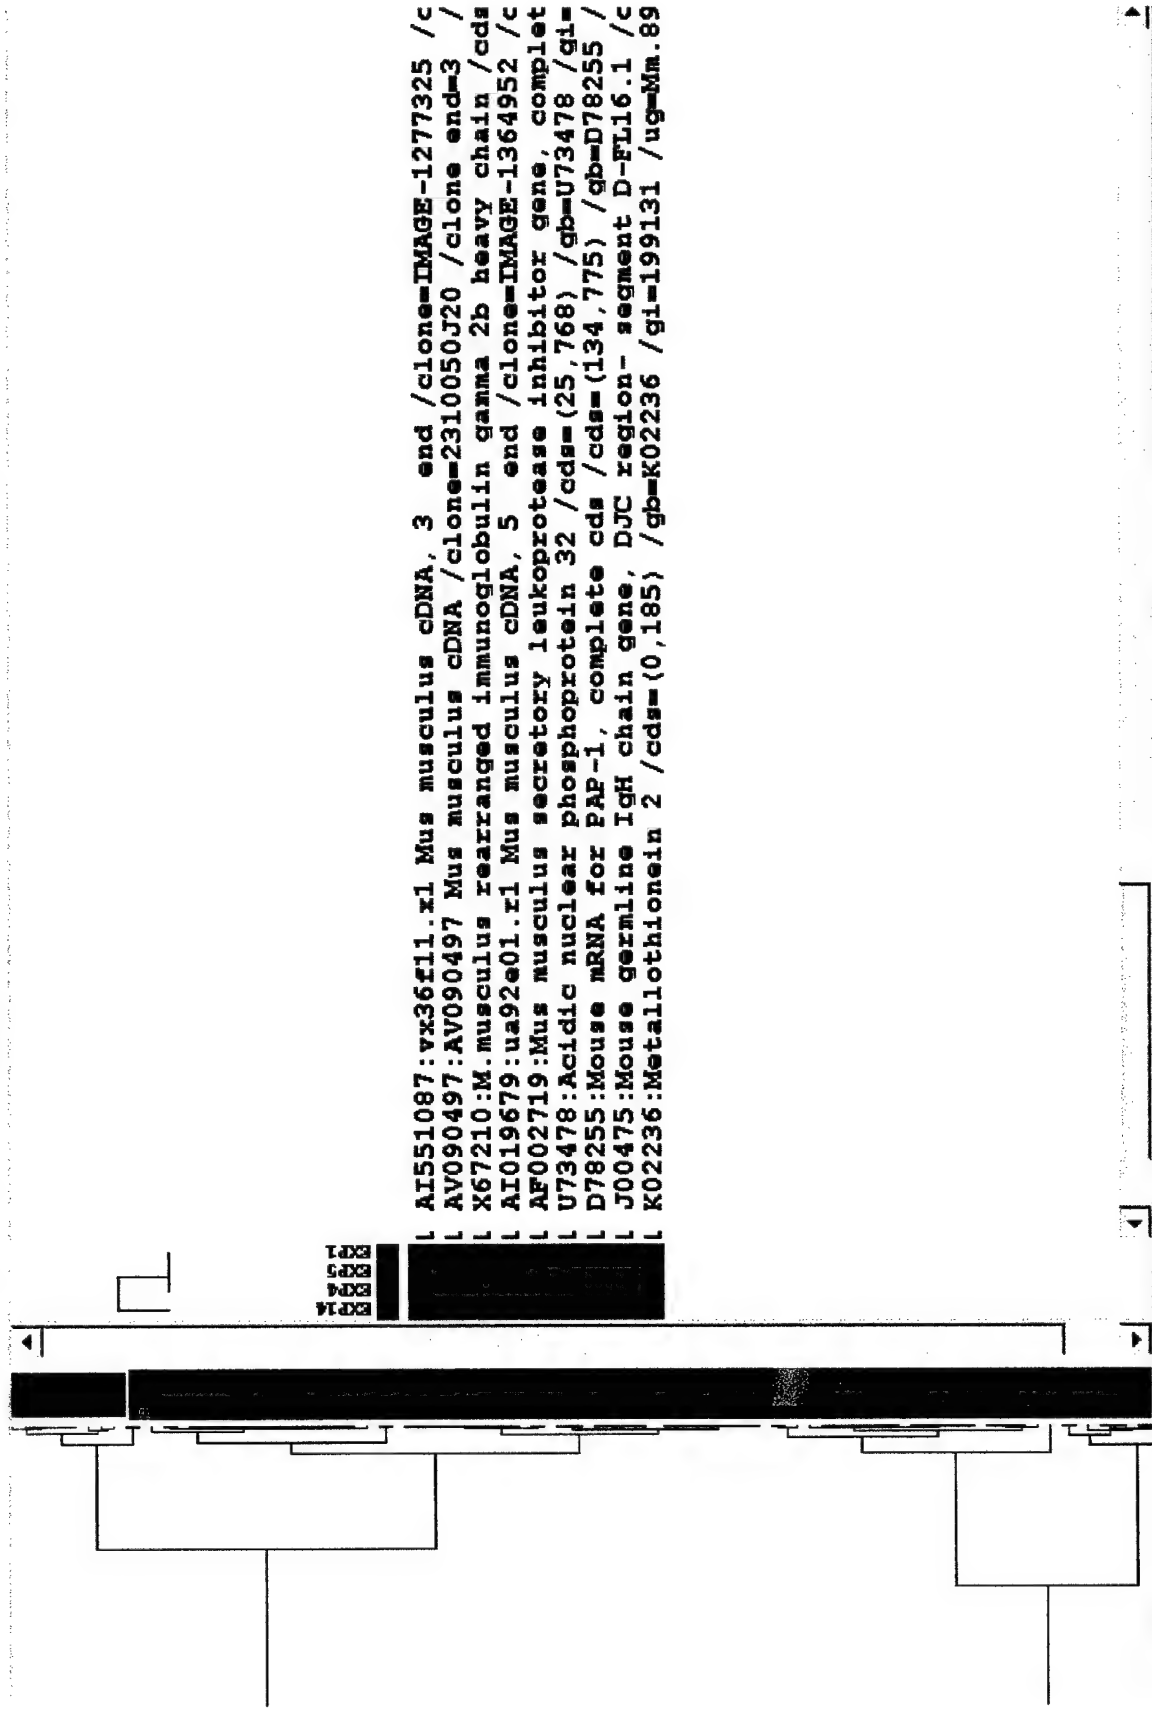 EXP14
EXP4
EXP5
EXP1
AI551087:vx36f11.x1 Mus musculus cDNA, 3 end /clone=IMAGE-1277325 /c
AV090497:AV090497 Mus musculus cDNA /clone=2310050J20 /clone end=3 /
X67210:M.musculus rearranged immunoglobulin gamma 2b heavy chain /cds
AI019679:ua92e01.r1 Mus musculus cDNA, 5 end /clone=IMAGE-1364952 /c
AF002719:Mus musculus secretory leukoprotease inhibitor gene, complet
U73478:Acidic nuclear phosphoprotein 32 /cds=(25,768) /gb=U73478 /gi=
D78255:Mouse mRNA for PAP-1, complete cds /cds=(134,775) /gb=D78255 /
J00475:Mouse germline IgH chain gene, DJC region- segment D-FL16.1 /c
K02236:Metallothionein 2 /cds=(0,185) /gb=K02236 /gi=199131 /ug=Mm.89